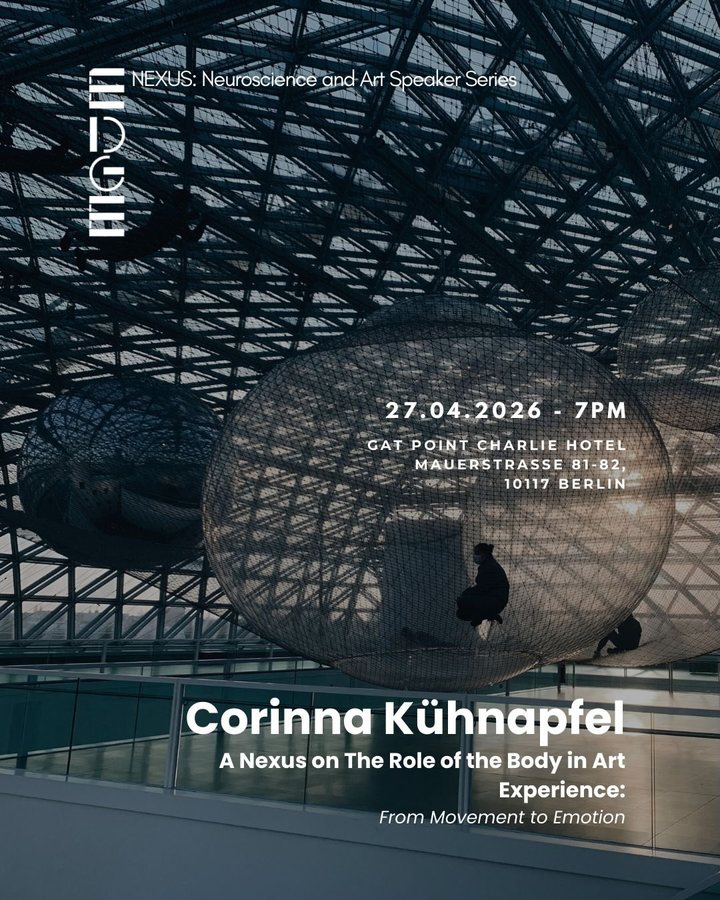 NEXUS: Neuroscience and Art Speaker Series
27.04.2026 - 7PM
GAT POINT CHARLIE HOTEL
MAUERSTRASSE 81-82,
10117 BERLIN
Corinna Kühnapfel
A Nexus on The Role of the Body in Art
Experience:
From Movement to Emotion